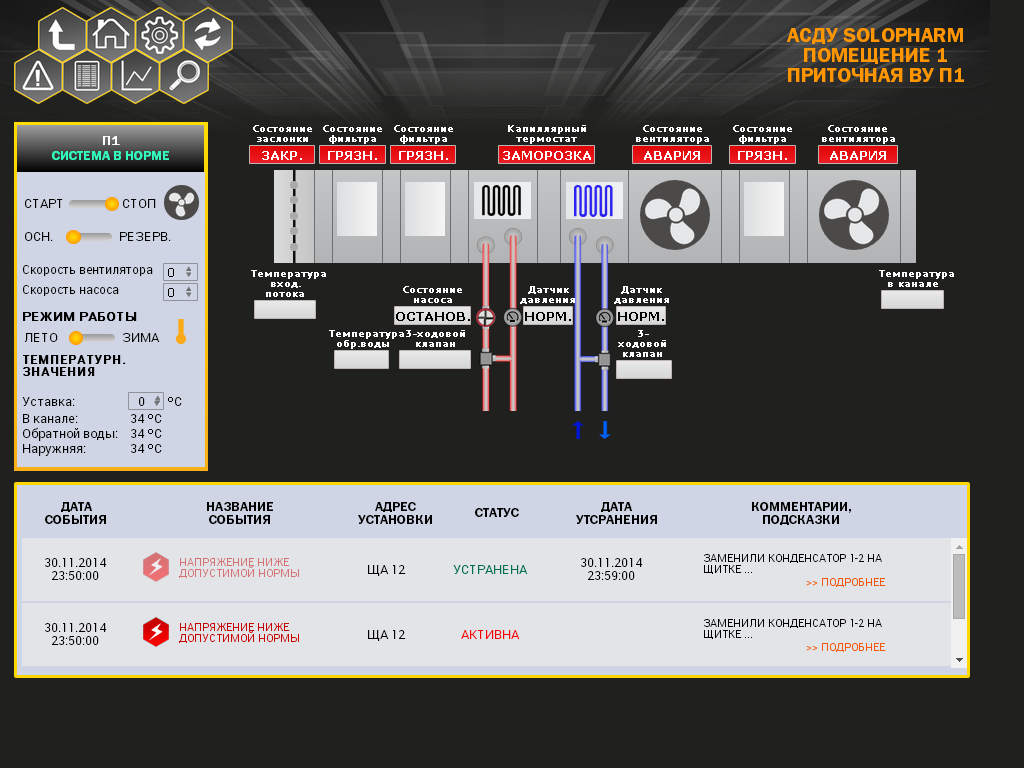 АСДУ SOLOPHARM
ПОМЕЩЕНИЕ 1
ПРИТОЧНАЯ ВУ П1
П1
СИСТЕМА В НОРМЕ
СТАРТ СТОП
ОСН. РЕЗЕРВ.
Скорость вентилятора 0
Скорость насоса 0
РЕЖИМ РАБОТЫ
ЛЕТО ЗИМА
ТЕМПЕРАТУРН.
ЗНАЧЕНИЯ
Уставка: 0 ºC
В канале: 34 ºC
Обратной воды: 34 ºC
Наружняя: 34 ºC
Состояние
заслонки
ЗАКР.
Состояние
фильтра
ГРЯЗН.
Состояние
фильтра
ГРЯЗН.
Капиллярный
термостат
ЗАМОРОЗКА
Состояние
вентилятора
АВАРИЯ
Состояние
фильтра
ГРЯЗН.
Состояние
вентилятора
АВАРИЯ
Температура
вход.
потока
Состояние
насоса
ОСТАНОВ.
Датчик
давления
НОРМ.
Датчик
давления
НОРМ.
Температура
в канале
Температура
обр.воды
3-ходовой
клапан
3-
ходовой
клапан
ДАТА
СОБЫТИЯ
НАЗВАНИЕ
СОБЫТИЯ
АДРЕС
УСТАНОВКИ
СТАТУС
ДАТА
УТСРАНЕНИЯ
КОММЕНТАРИИ,
ПОДСКАЗКИ
30.11.2014
23:50:00
НАПРЯЖЕНИЕ НИЖЕ
ДОПУСТИМОЙ НОРМЫ
ЩА 12
УСТРАНЕНА
30.11.2014
23:59:00
ЗАМЕНИЛИ КОНДЕНСАТОР 1-2 НА
ЩИТКЕ ...
>> ПОДРОБНЕЕ
30.11.2014
23:50:00
НАПРЯЖЕНИЕ НИЖЕ
ДОПУСТИМОЙ НОРМЫ
ЩА 12
АКТИВНА
ЗАМЕНИЛИ КОНДЕНСАТОР 1-2 НА
ЩИТКЕ ...
>> ПОДРОБНЕЕ